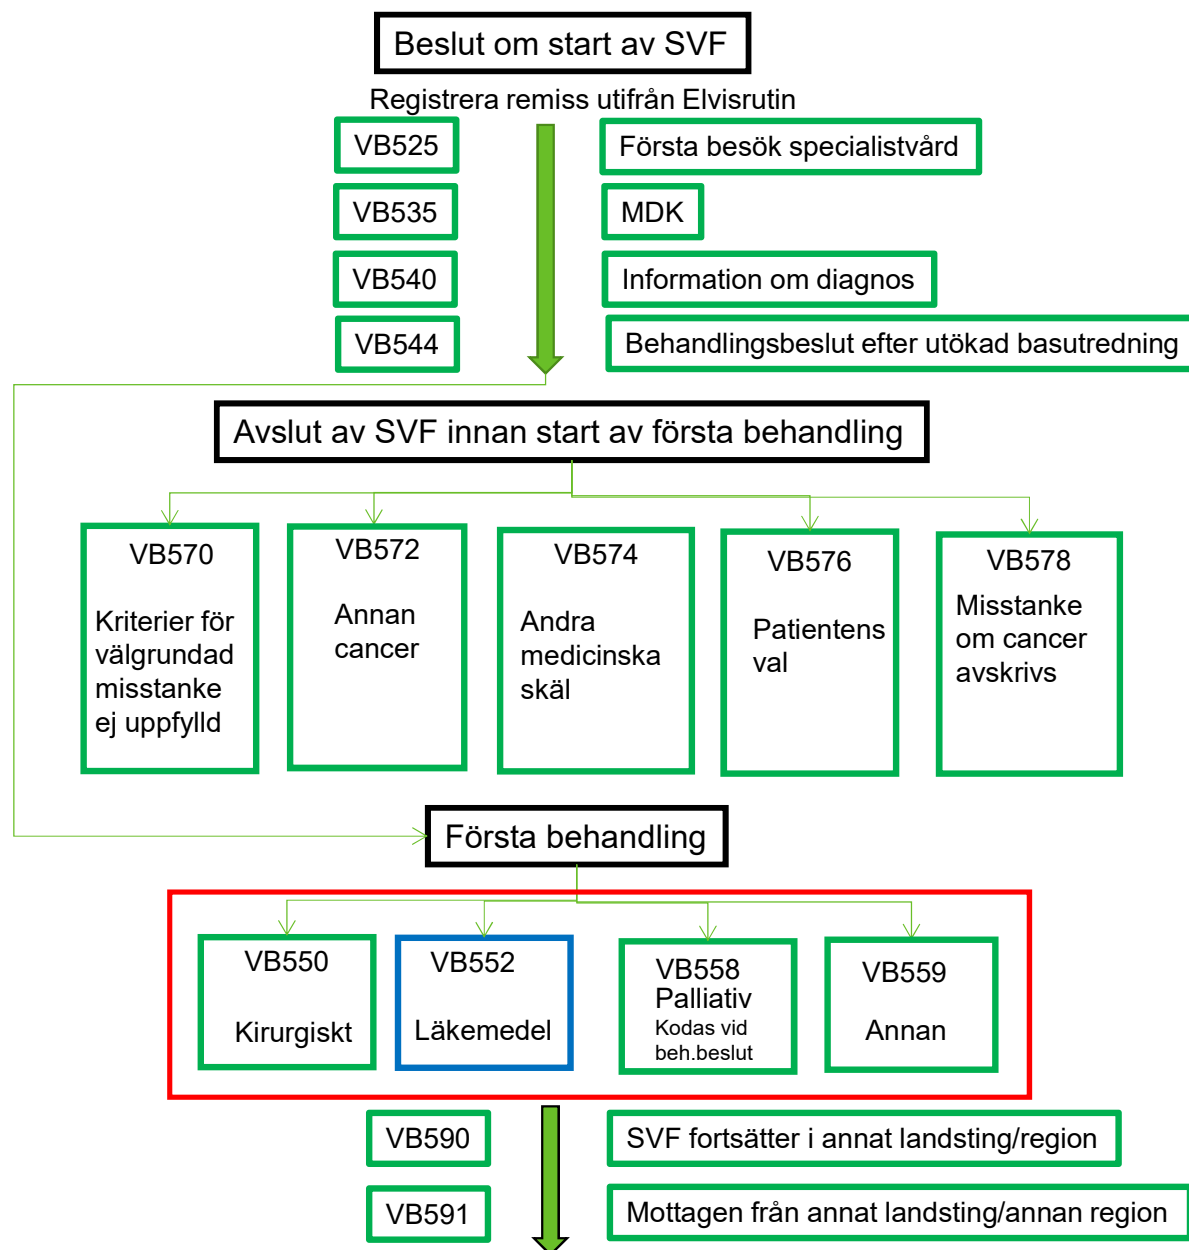 Beslut om start av SVF
Registrera remiss utifrån Elvisrutin
VB525
Första besök specialistvård
VB535
MDK
VB540
Information om diagnos
VB544
Behandlingsbeslut efter utökad basutredning
Avslut av SVF innan start av första behandling
VB570
Kriterier för
välgrundad
misstanke
ej uppfylld
VB572
Annan
cancer
VB574
Andra
medicinska
skäl
VB576
Patientens
val
VB578
Misstanke
om cancer
avskrivs
Första behandling
VB550
Kirurgiskt
VB552
Läkemedel
VB558
Palliativ
Kodas vid
beh.beslut
VB559
Annan
VB590
SVF fortsätter i annat landsting/region
VB591
Mottagen från annat landsting/annan region